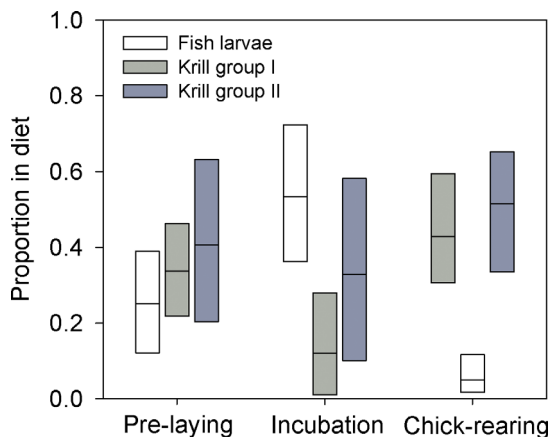 1.0
0.8
0.6
0.4
0.2
0.0
Proportion in diet
Fish larvae
Krill group I
Krill group II
Pre-laying Incubation Chick-rearing